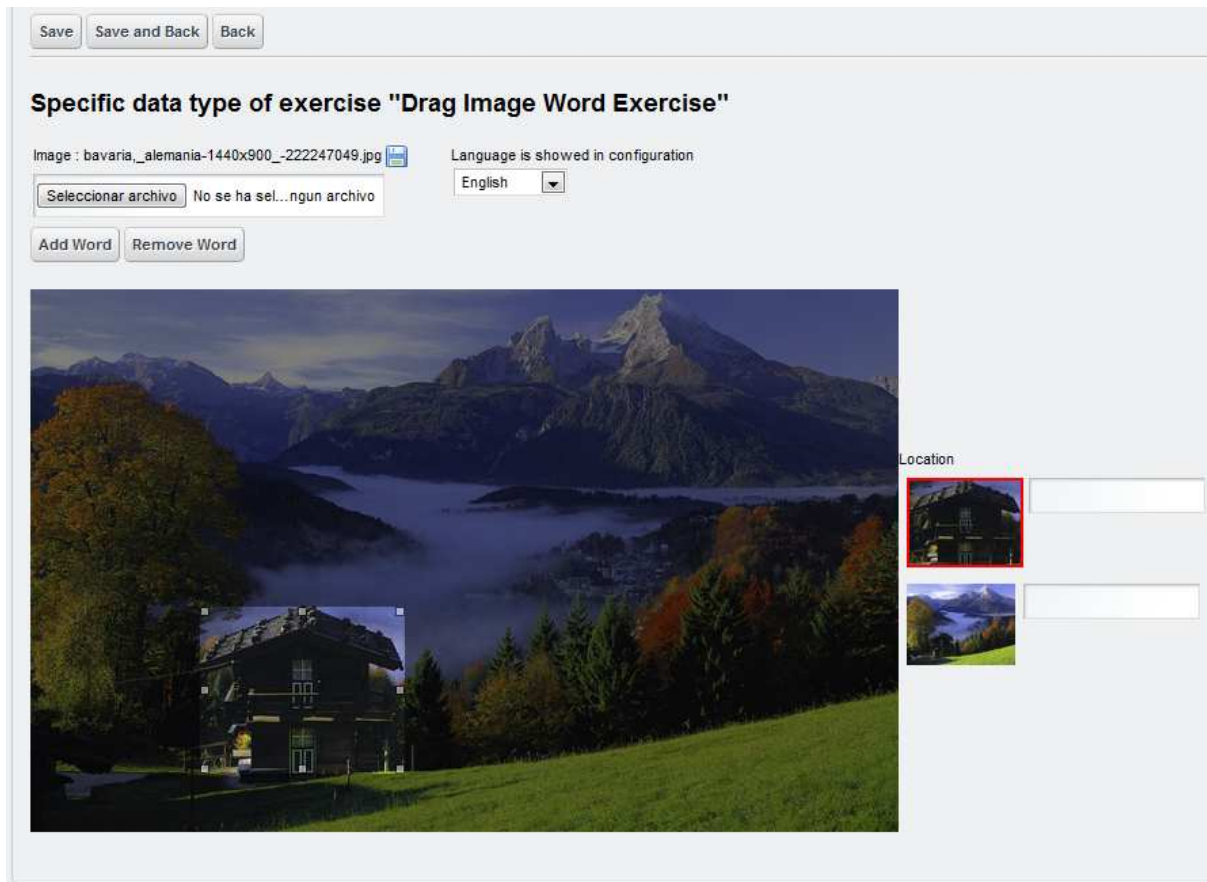 Save Save and Back Back
Specific data type of exercise "Drag Image Word Exercise"
Image : bavaria,_alemania-1440x900_-222247049.jpg
Language is showed in configuration
Seleccionar archivo No se ha sel...ngun archivo
English
Add Word Remove Word
Location